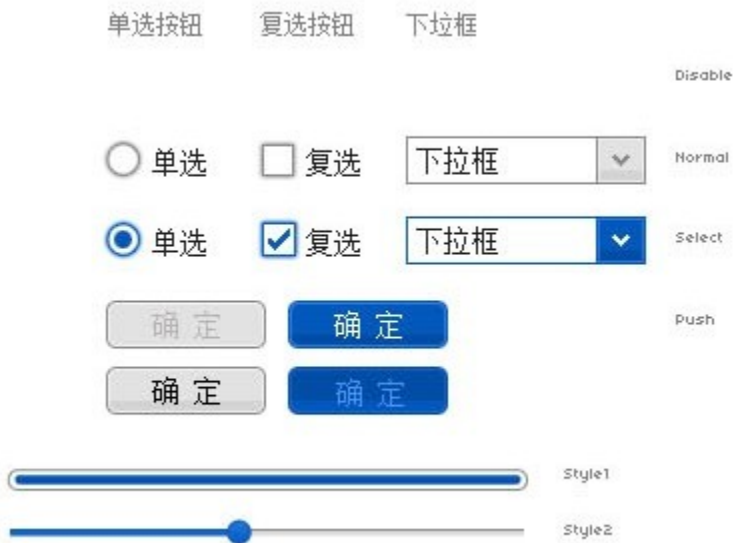 单选按钮 复选按钮 下垃框
Disable
单选 复选 下拉框 Normal
单选 复选 下拉框 Select
确 定 确 定 Push
确 定 确 定
Style1
Style2